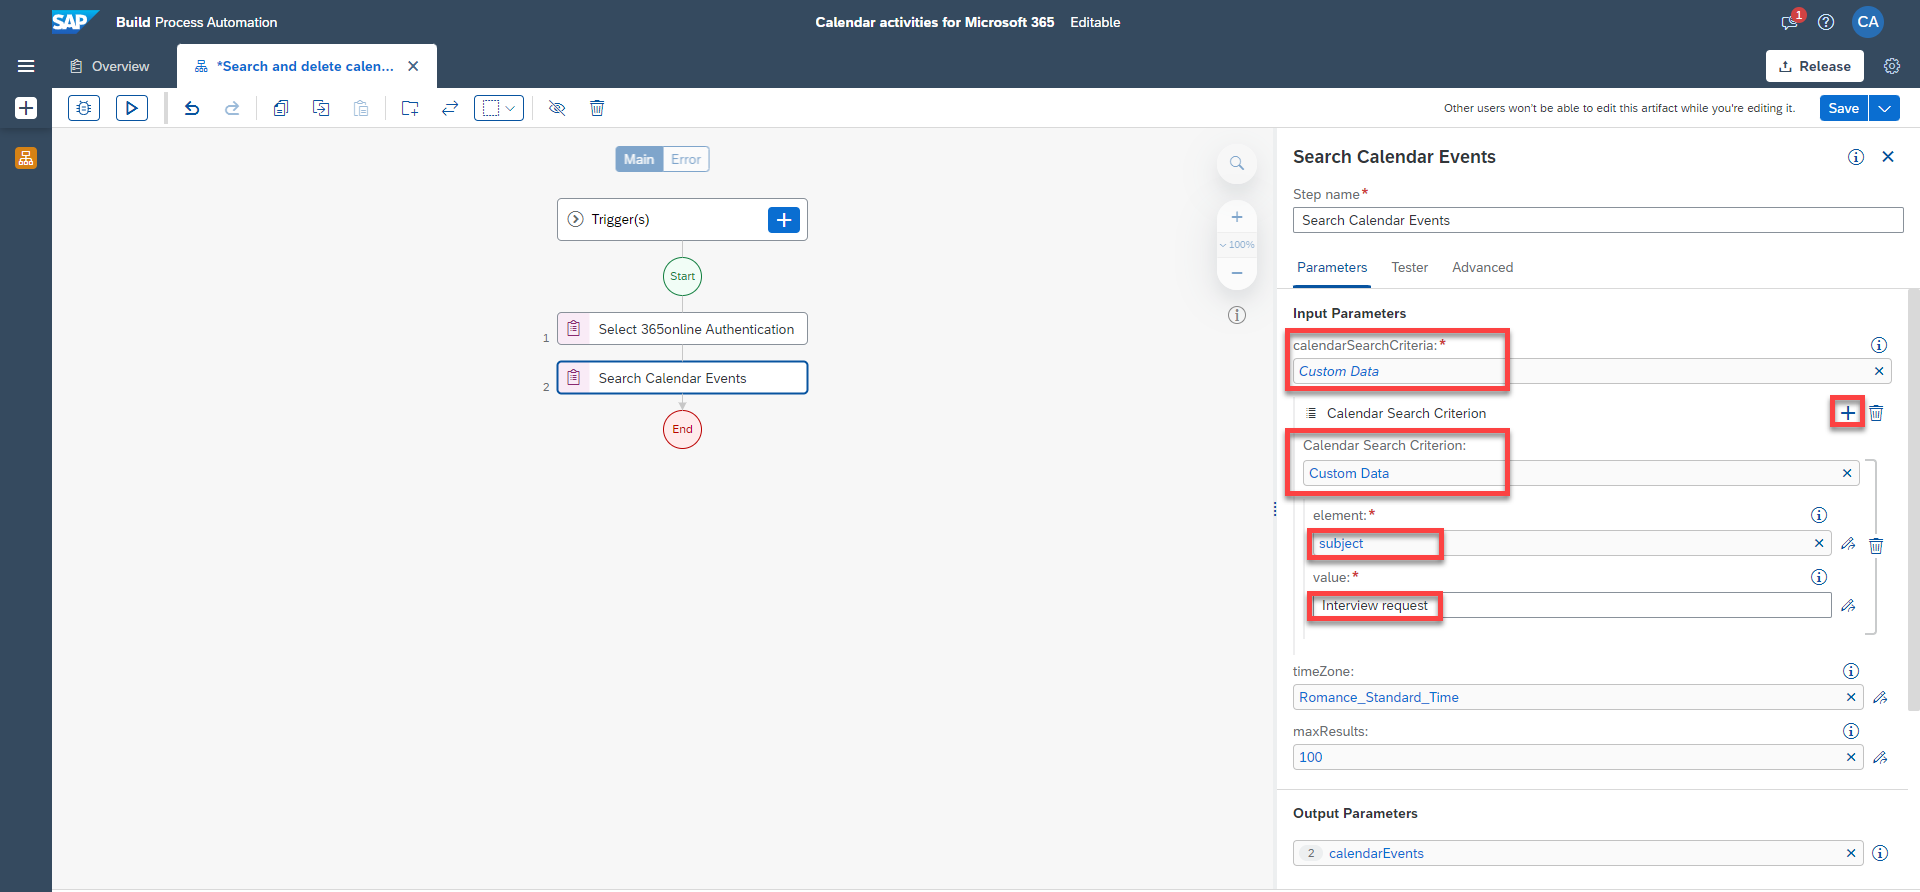 SAP Build Process Automation
Calendar activities for Microsoft 365 Editable
1
CA
Overview
*Search and delete calen...
Release
Other users won't be able to edit this artifact while you're editing it.
Save
Main Error
Trigger(s)
Start
1 Select 365online Authentication
2 Search Calendar Events
End
100%
Search Calendar Events
Step name*
Search Calendar Events
Parameters Tester Advanced
Input Parameters
calendarSearchCriteria: *
Custom Data
Calendar Search Criterion
Calendar Search Criterion:
Custom Data
element: *
subject
value: *
Interview request
timeZone:
Romance_Standard_Time
maxResults:
100
Output Parameters
2 calendarEvents